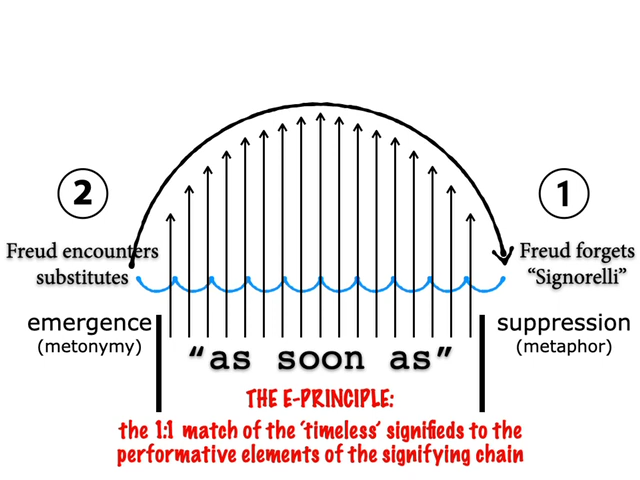 2
Freud encounters
substitutes
1
Freud forgets
“Signorelli”
emergence
(metonymy)
suppression
(metaphor)
“as soon as”
THE E-PRINCIPLE:
the 1:1 match of the ‘timeless’ signifieds to the
performative elements of the signifying chain